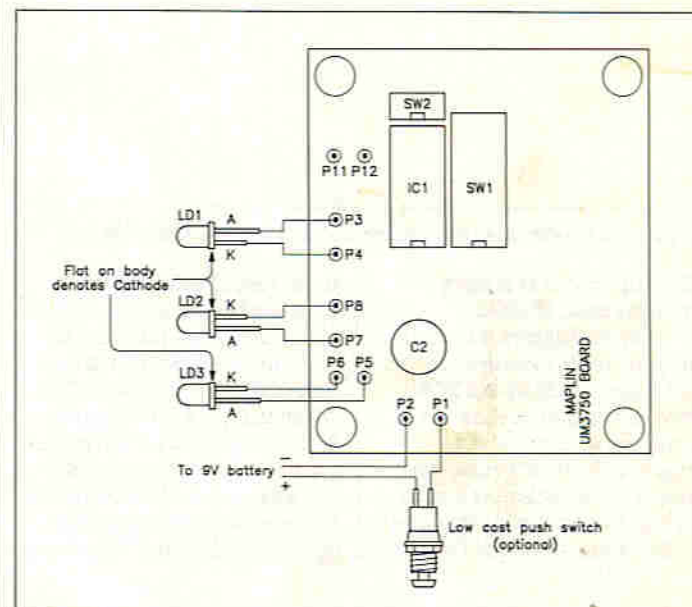 SW2
P11 P12
IC1
SW1
LD1
A
P3
K
P4
Flat on body
denotes Cathode
LD2
K
P8
A
P7
C2
LD3
K
P6 P5
A
P2 P1
MAPLIN
UM3750 BOARD
To 9V battery
−
+
Low cost push switch
(optional)